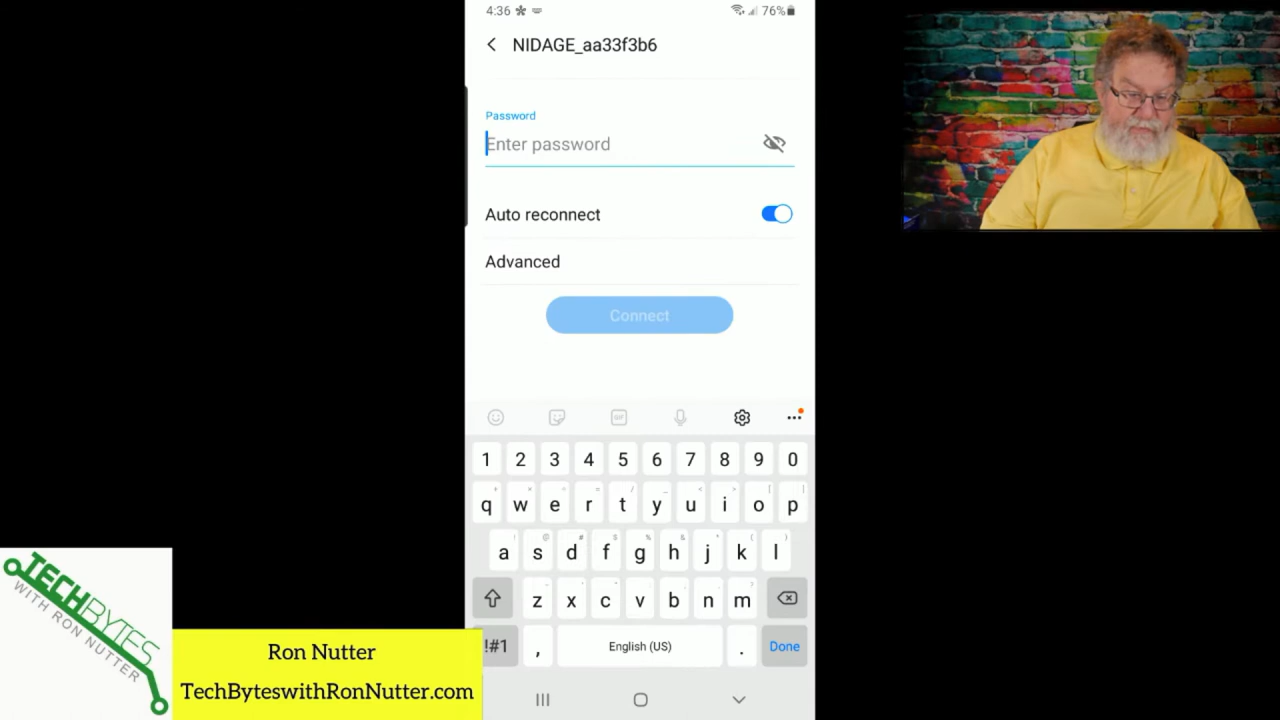 4:36
76%
NIDAGE_aa33f3b6
Password
Enter password
Auto reconnect
Advanced
Connect
GIF
1 2 3 4 5 6 7 8 9 0
q w e r t y u i o p
a s d f g h j k l
z x c v b n m
!#1 , English (US) . Done
TECHBYTES
WITH RON NUTTER
Ron Nutter
TechByteswithRonNutter.com